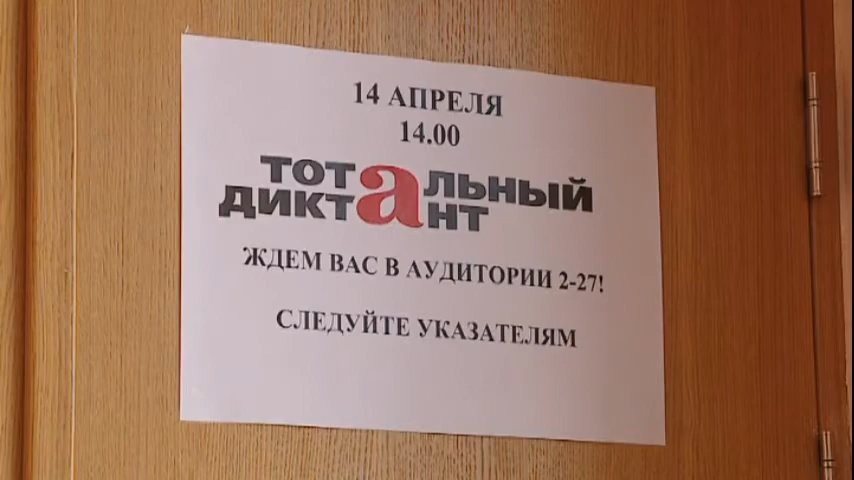 14 АПРЕЛЯ
14.00
ТОТАЛЬНЫЙ
ДИКТАНТ
ЖДЕМ ВАС В АУДИТОРИИ 2-27!
СЛЕДУЙТЕ УКАЗАТЕЛЯМ